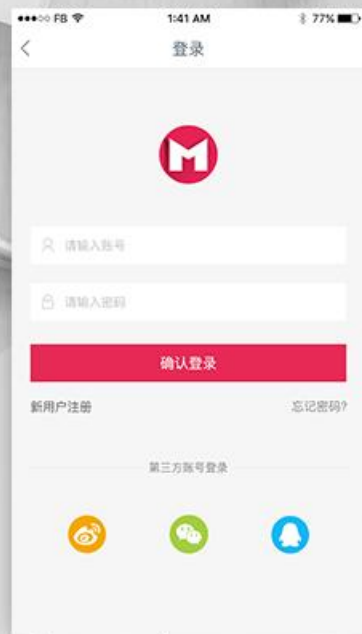 FB 1:41 AM 77%
登录
M
请输入账号
请输入密码
确认登录
新用户注册 忘记密码?
第三方账号登录